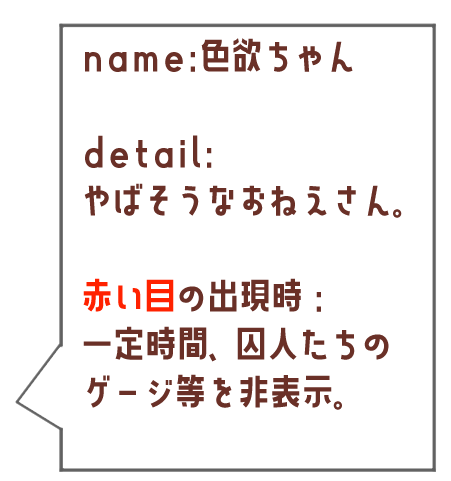 name:色欲ちゃん
detail:
やばそうなおねえさん。
赤い目の出現時：
一定時間、囚人たちの
ゲージ等を非表示。